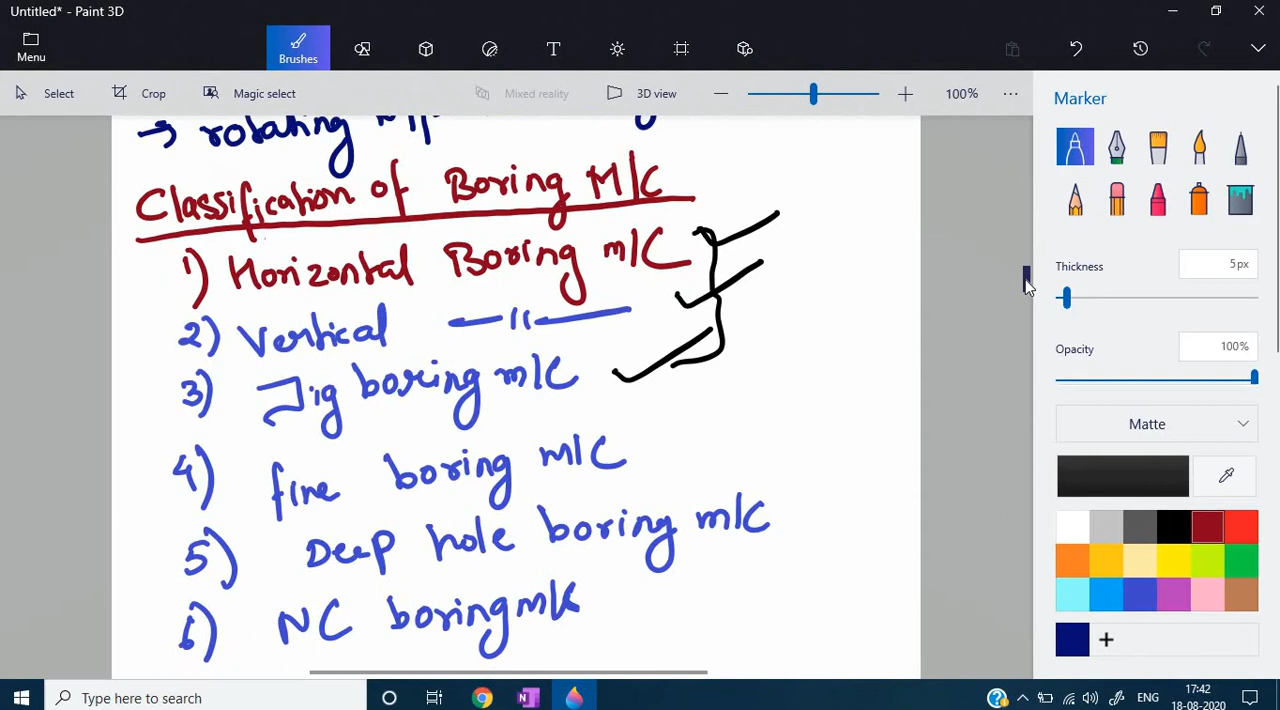 Untitled* - Paint 3D
Menu
Brushes
Select
Crop
Magic select
Mixed reality
3D view
100%
Marker
→ rotating
Classification of Boring M/C
1) Horizontal Boring m/C
2) Vertical —— 11 ——
3) Jig boring m/C
4) fine boring m/C
5) Deep hole boring m/C
6) NC boring m/c
Thickness
5px
Opacity
100%
Matte
Type here to search
ENG
17:42
18-08-2020